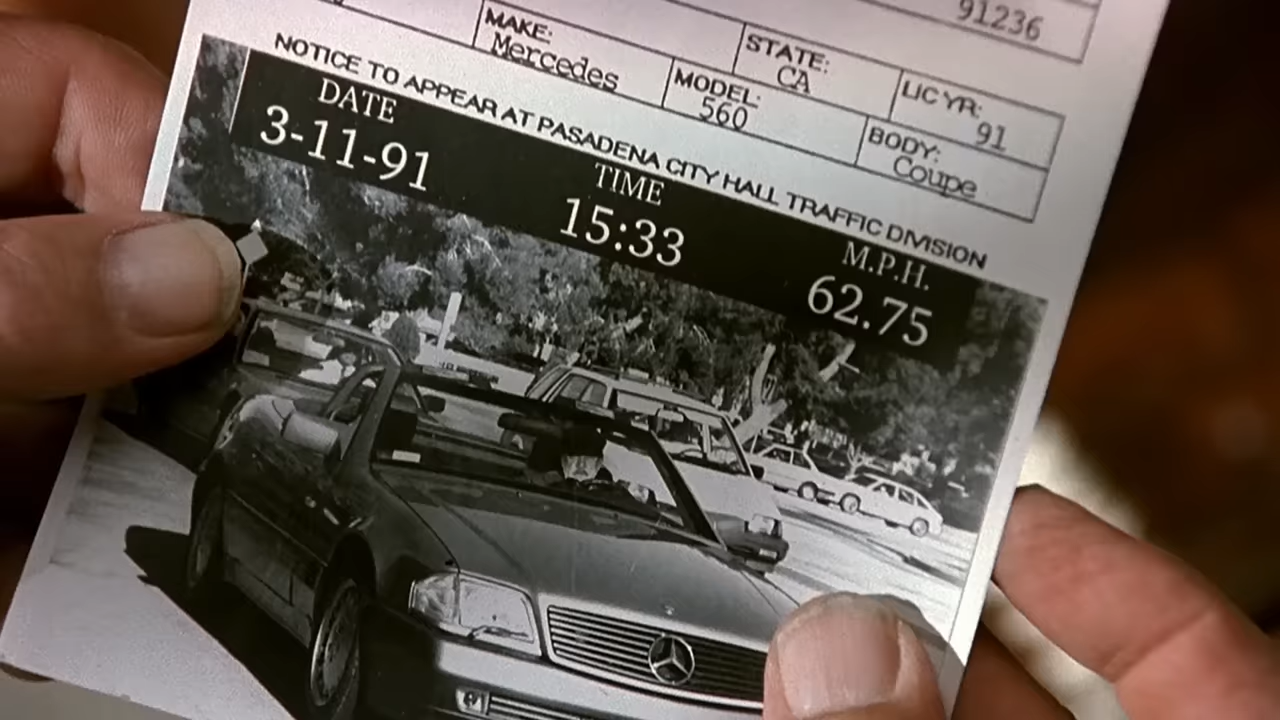 91236
MAKE:
Mercedes
STATE:
CA
MODEL:
560
LIC YR:
91
BODY:
Coupe
NOTICE TO APPEAR AT PASADENA CITY HALL TRAFFIC DIVISION
DATE
3-11-91
TIME
15:33
M.P.H.
62.75